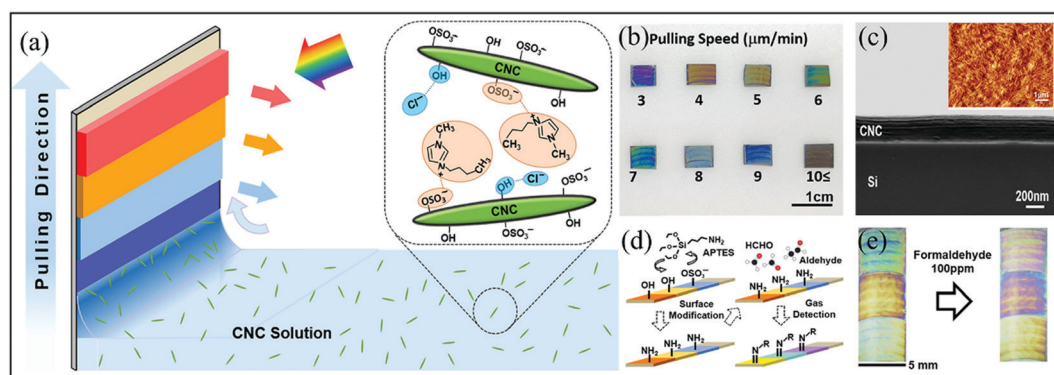 (a)
Pulling Direction
OSO₃⁻
OH
OSO₃⁻
OH
CNC
Cl⁻
OSO₃⁻
OH
CH₃
N
N
+
CH₃
N
+
N
CH₃
CH₃
OSO₃⁻
OH
Cl⁻
OSO₃⁻
CNC
OH
OSO₃⁻
OH
CNC Solution
(b)
Pulling Speed (μm/min)
3 4 5 6
7 8 9 10≤
1cm
(c)
1μm
CNC
Si
200nm
(d)
O
O Si NH₂
O
APTES
HCHO
Aldehyde
OH OH OSO₃⁻
NH₂ NH₂ NH₂
Surface
Modification
Gas
Detection
NH₂ NH₂ NH₂
N R N R N R
(e)
Formaldehyde
100ppm
5 mm